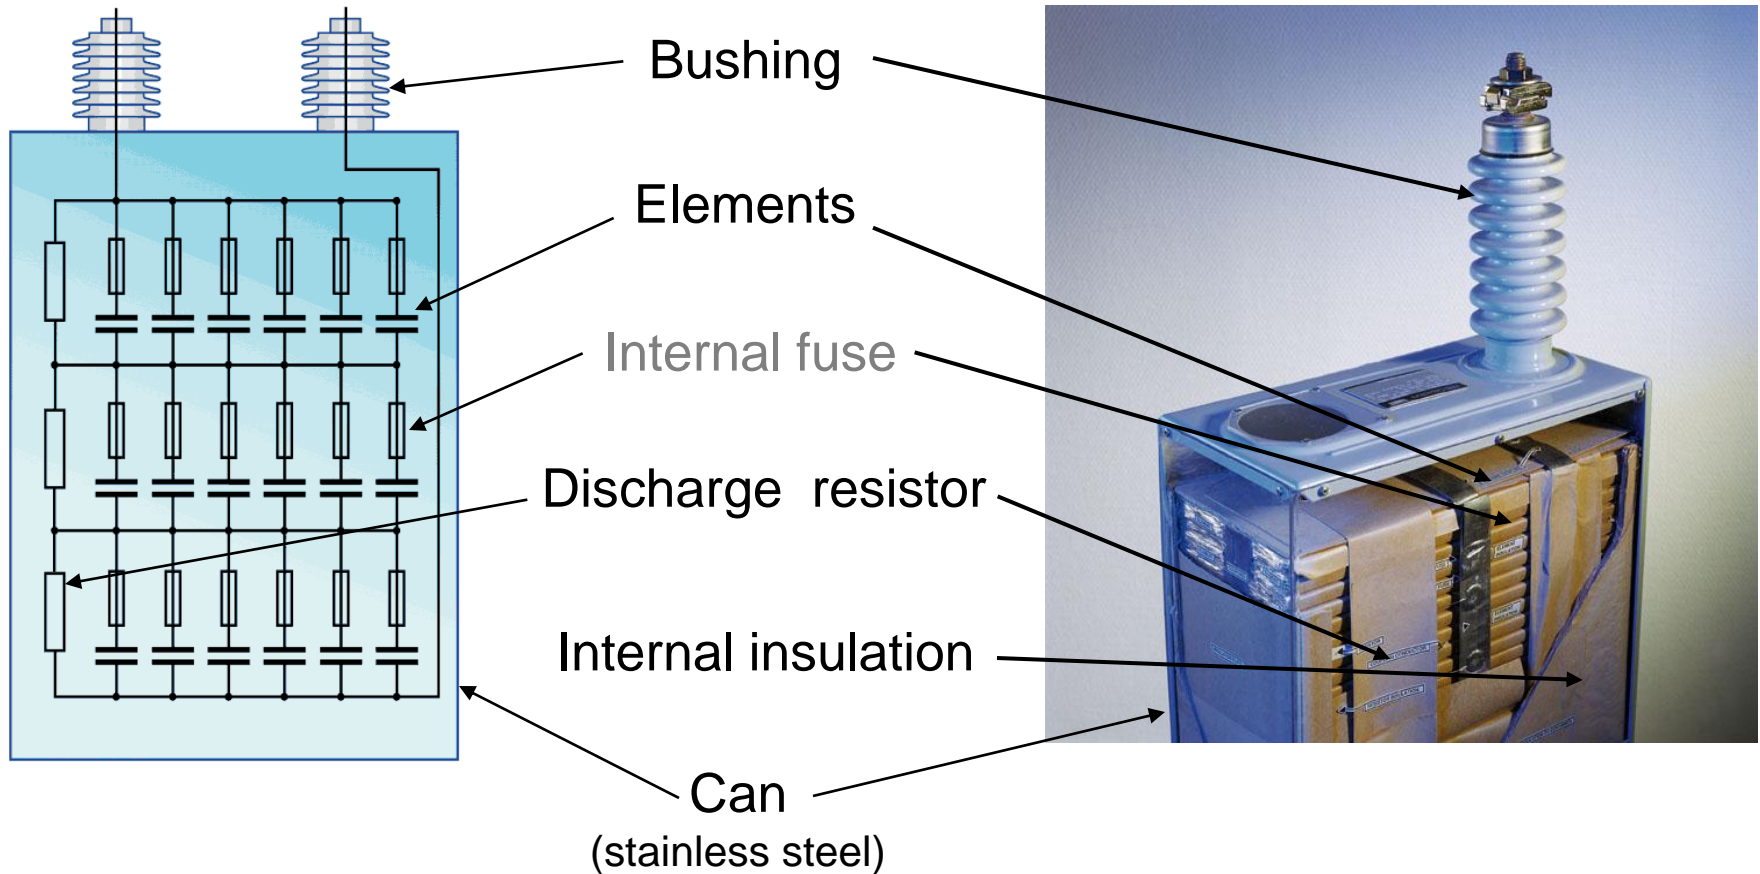 Bushing
Elements
Internal fuse
Discharge resistor
Internal insulation
Can
(stainless steel)